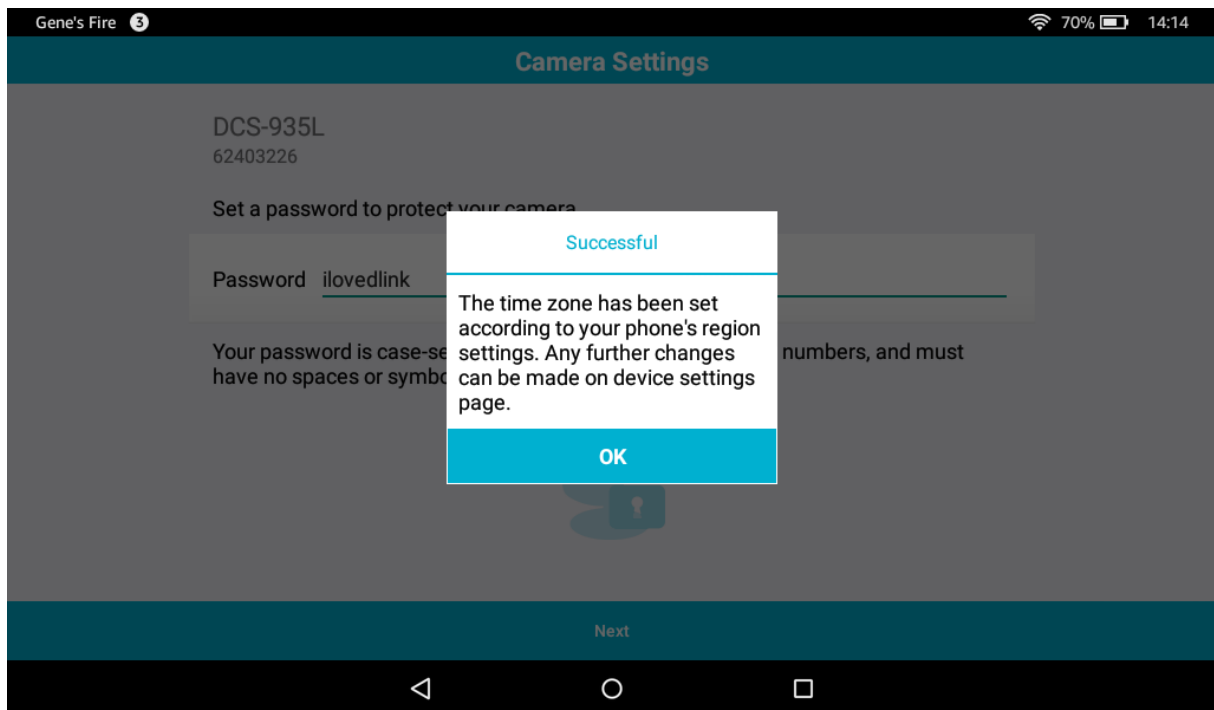 Gene's Fire 3 70% 14:14
Camera Settings
DCS-935L
62403226
Set a password to protect your camera
Successful
Password ilovedlink
The time zone has been set
according to your phone's region
settings. Any further changes
can be made on device settings
page.
Your password is case-se numbers, and must
have no spaces or symbo
OK
Next